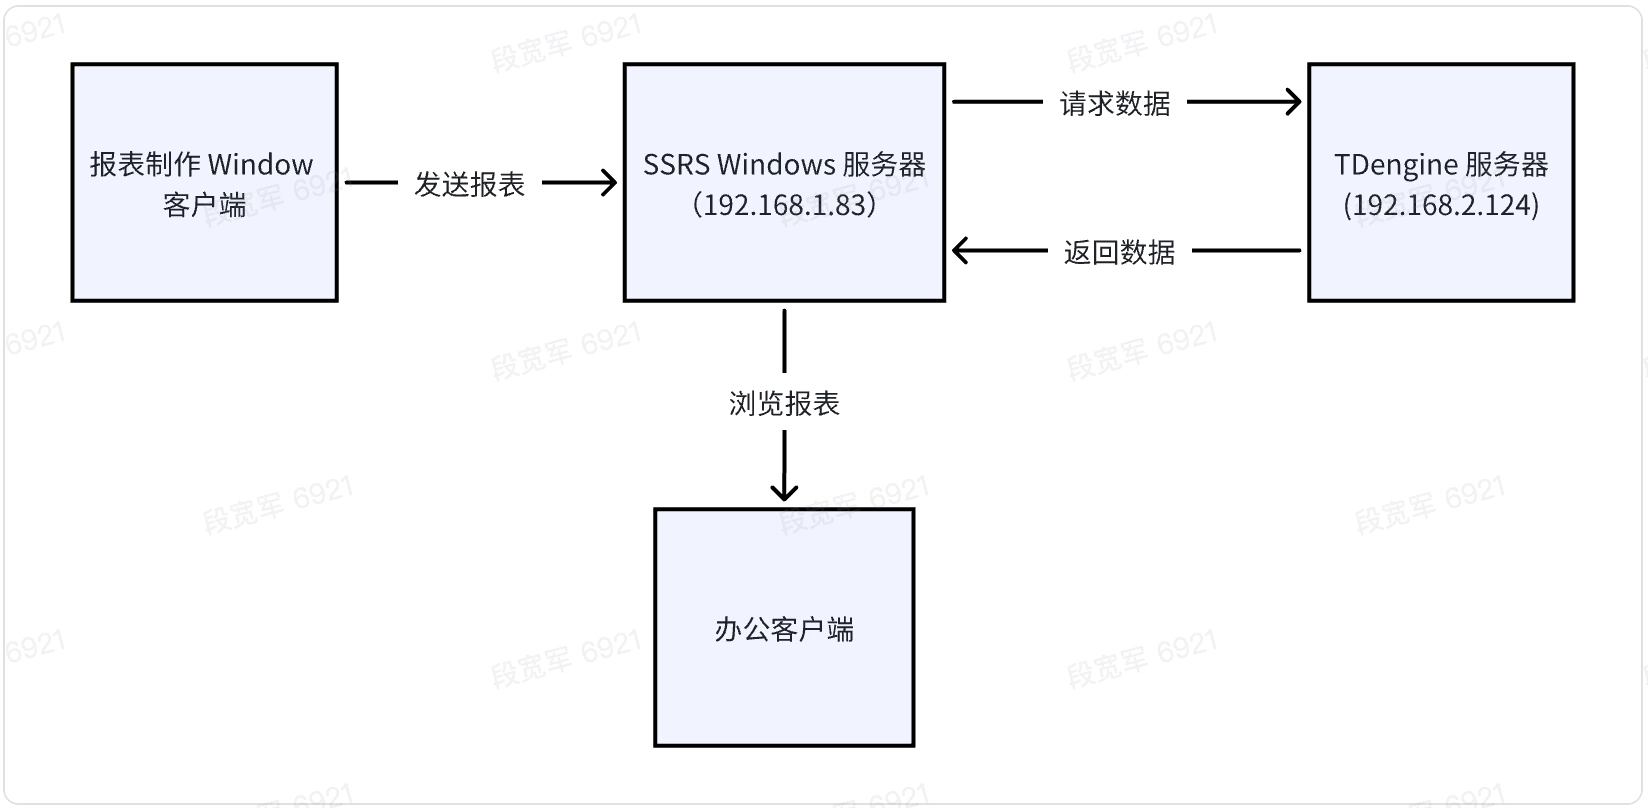 报表制作 Window
客户端
发送报表
SSRS Windows 服务器
（192.168.1.83）
请求数据
返回数据
TDengine 服务器
(192.168.2.124)
浏览报表
办公客户端
段宽军 6921